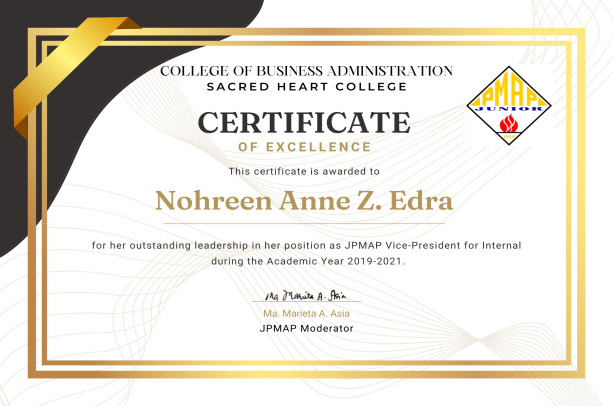 COLLEGE OF BUSINESS ADMINISTRATION
SACRED HEART COLLEGE
JPMAP
JUNIOR
CERTIFICATE
OF EXCELLENCE
This certificate is awarded to
Nohreen Anne Z. Edra
for her outstanding leadership in her position as JPMAP Vice-President for Internal
during the Academic Year 2019-2021.
Ma Marieta A. Asia
Ma. Marieta A. Asia
JPMAP Moderator